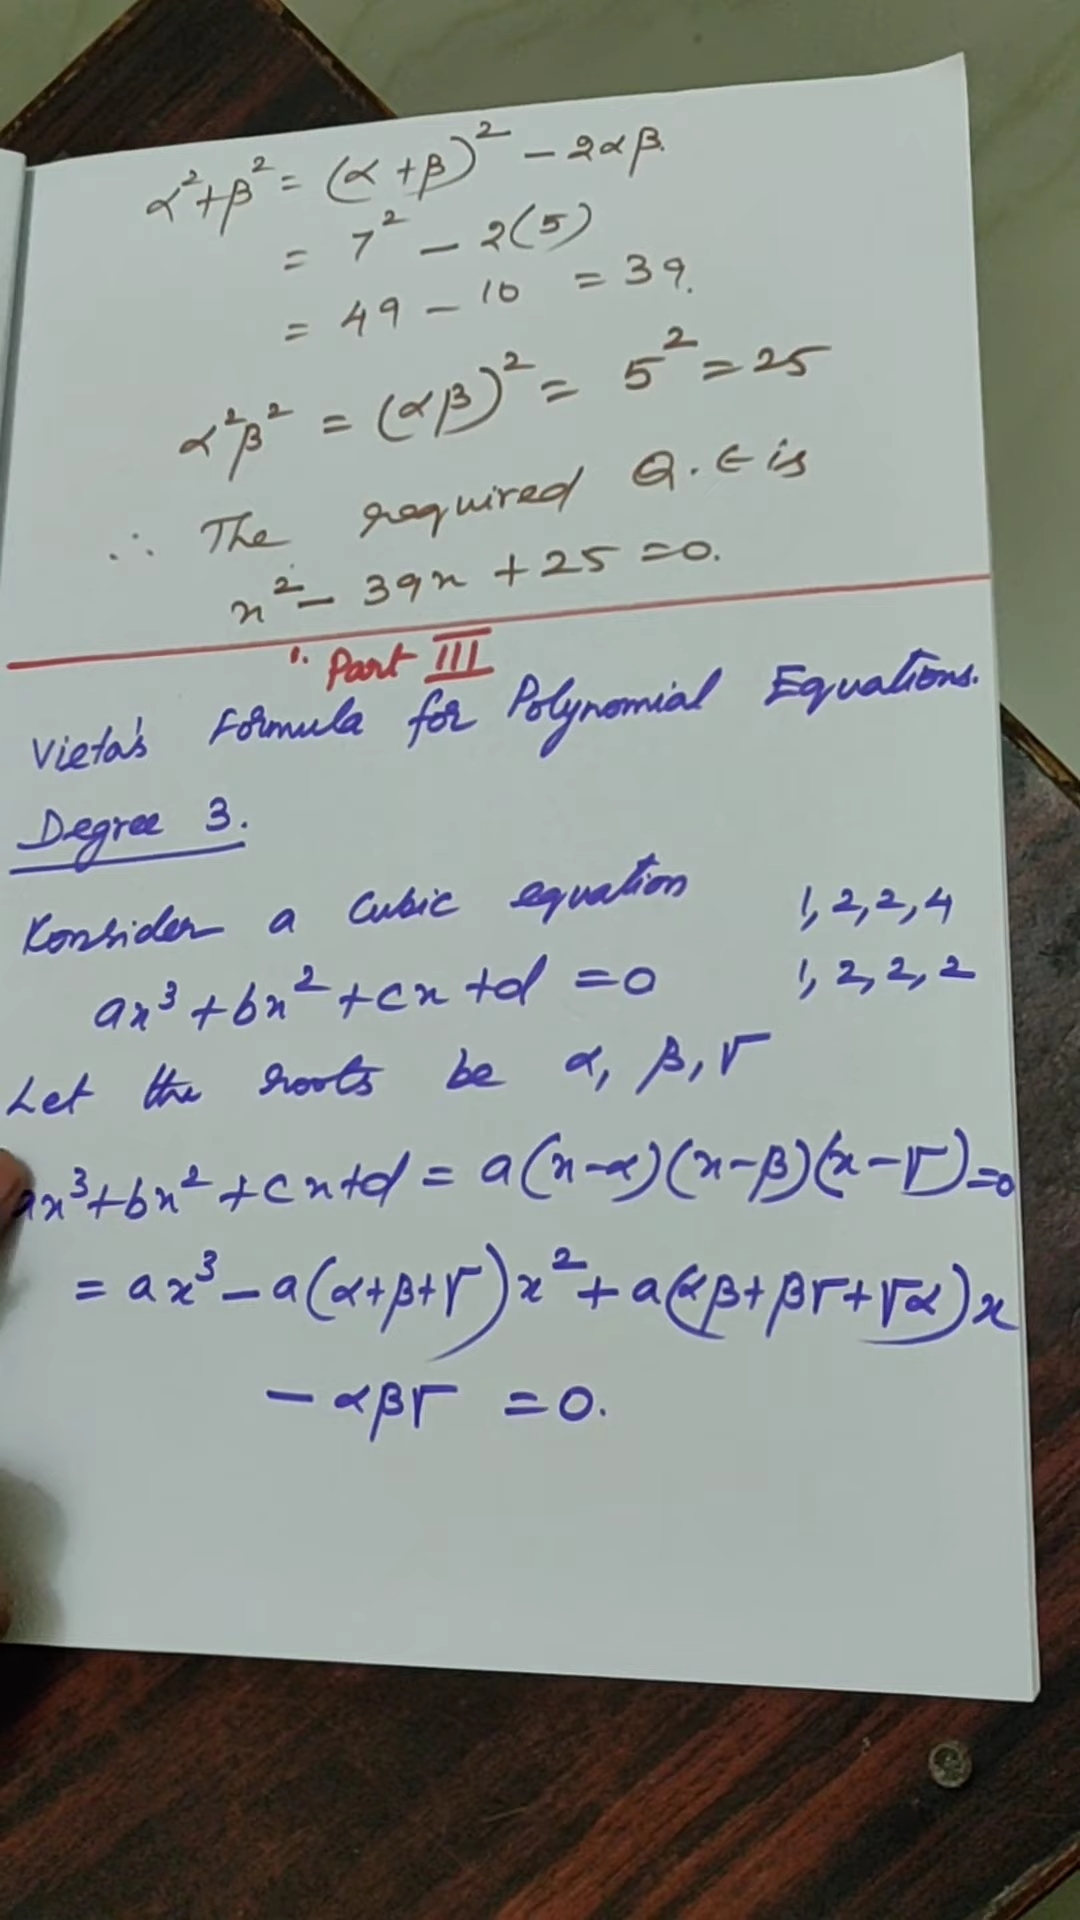 α²+β² = (α+β)² - 2αβ.
= 7² - 2(5)
= 49 - 10 = 39.
α²β² = (αβ)² = 5² = 25
∴ The required Q.E is
x² - 39x + 25 = 0.
Part III
Vieta's Formula for Polynomial Equations.
Degree 3.
Consider a Cubic equation 1, 2, 2, 4
ax³ + bx² + cx + d = 0 1, 2, 2, 2
Let the roots be α, β, γ
ax³+bx²+cx+d = a(x-α)(x-β)(x-γ)=0
= ax³ - a(α+β+γ)x² + a(αβ+βγ+γα)x
- αβγ = 0.